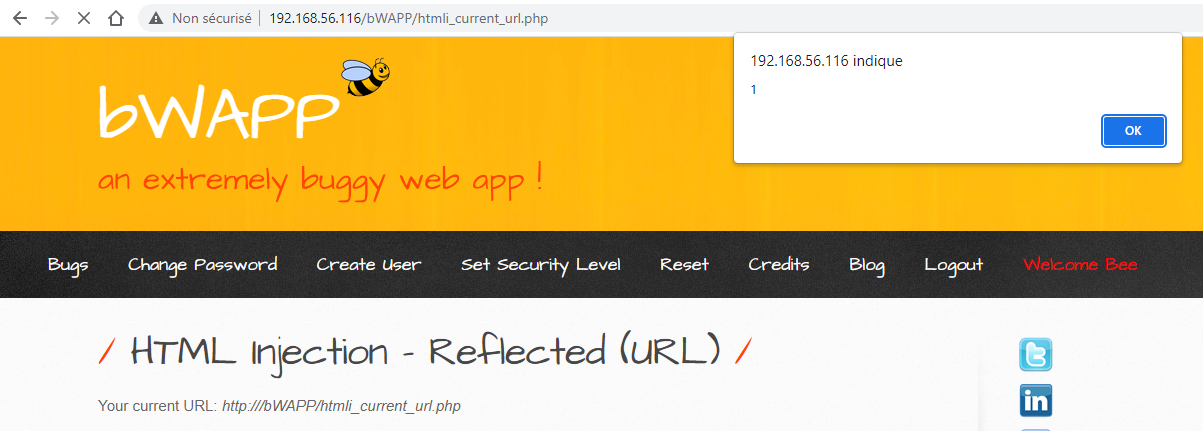 Non sécurisé 192.168.56.116/bWAPP/htmli_current_url.php
192.168.56.116 indique
1
OK
bWAPP
an extremely buggy web app !
Bugs Change Password Create User Set Security Level Reset Credits Blog Logout Welcome Bee
/ HTML Injection - Reflected (URL) /
Your current URL: http:///bWAPP/htmli_current_url.php